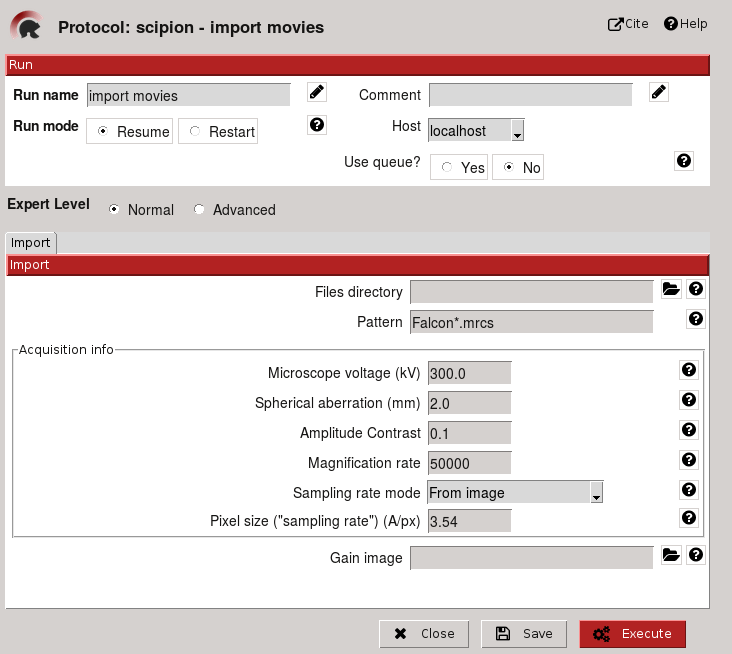 Protocol: scipion - import movies
Cite
Help
Run
Run name
import movies
Comment
Run mode
Resume
Restart
Host
localhost
Use queue?
Yes
No
Expert Level
Normal
Advanced
Import
Import
Files directory
Pattern
Falcon*.mrcs
Acquisition info
Microscope voltage (kV)
300.0
Spherical aberration (mm)
2.0
Amplitude Contrast
0.1
Magnification rate
50000
Sampling rate mode
From image
Pixel size ("sampling rate") (A/px)
3.54
Gain image
Close
Save
Execute